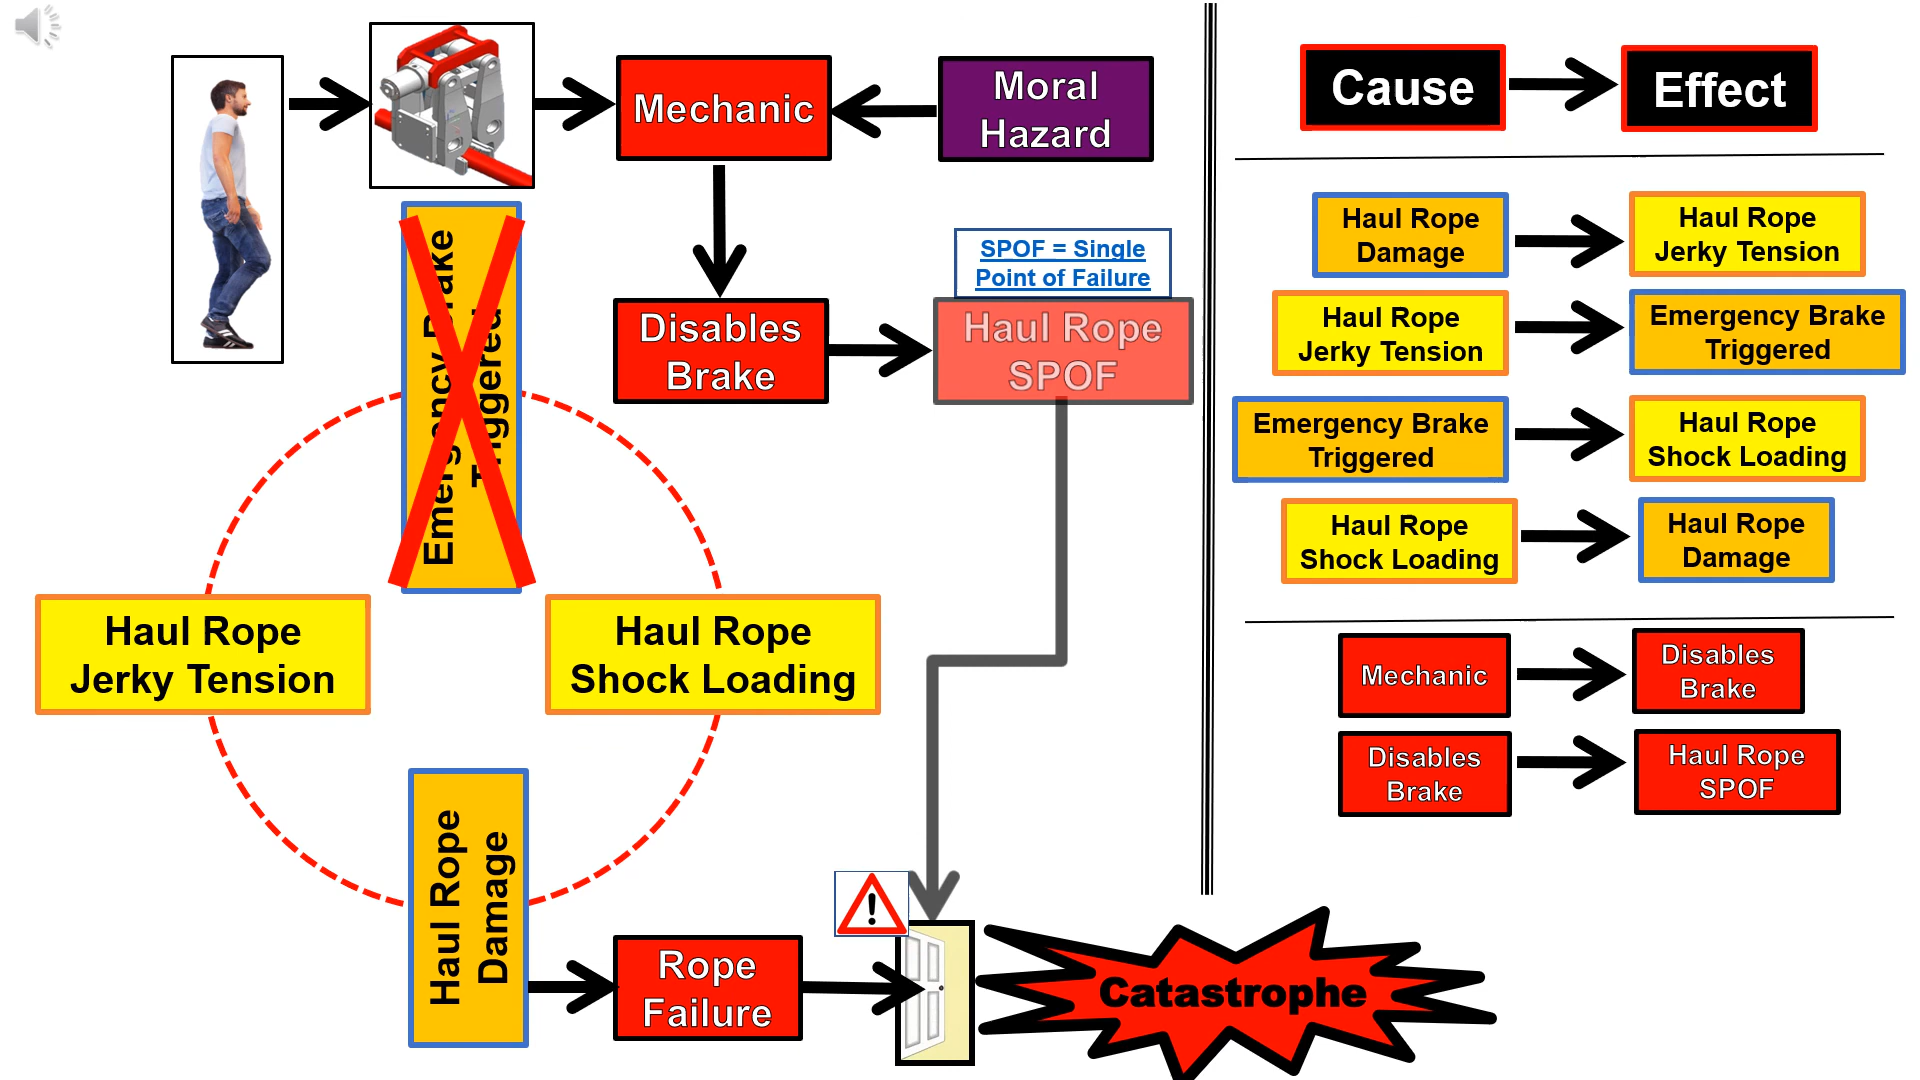 Mechanic
Moral
Hazard
Emergency Brake
Triggered
SPOF = Single
Point of Failure
Disables
Brake
Haul Rope
SPOF
Haul Rope
Jerky Tension
Haul Rope
Shock Loading
Haul Rope
Damage
Rope
Failure
!
Catastrophe
Cause
Effect
Haul Rope
Damage
Haul Rope
Jerky Tension
Haul Rope
Jerky Tension
Emergency Brake
Triggered
Emergency Brake
Triggered
Haul Rope
Shock Loading
Haul Rope
Shock Loading
Haul Rope
Damage
Mechanic
Disables
Brake
Disables
Brake
Haul Rope
SPOF